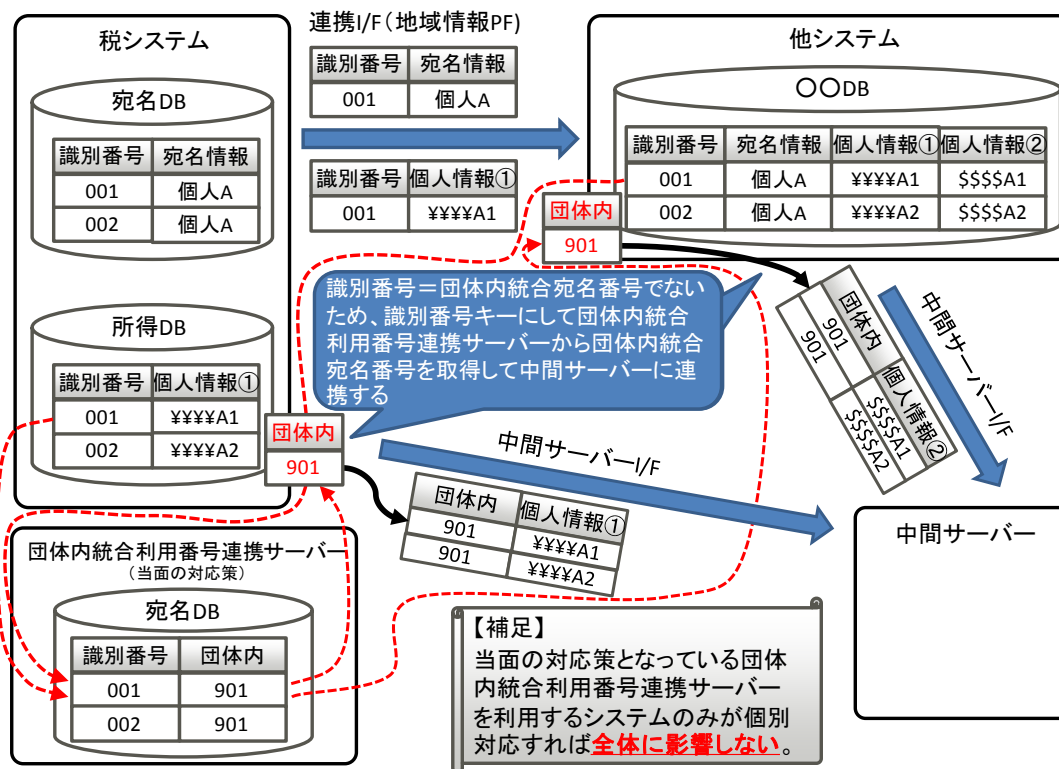 税システム
宛名DB
識別番号 宛名情報
001 個人A
002 個人A
所得DB
識別番号 個人情報①
001 ¥¥¥¥A1
002 ¥¥¥¥A2
団体内
901
連携I/F(地域情報PF)
識別番号 宛名情報
001 個人A
識別番号 個人情報①
001 ¥¥¥¥A1
他システム
〇〇DB
識別番号 宛名情報 個人情報① 個人情報②
001 個人A ¥¥¥¥A1 $$$$A1
002 個人A ¥¥¥¥A2 $$$$A2
団体内
901
識別番号=団体内統合宛名番号でない
ため、識別番号キーにして団体内統合
利用番号連携サーバーから団体内統合
宛名番号を取得して中間サーバーに連
携する
団体内 個人情報②
901 $$$$A1
901 $$$$A2
中間サーバーI/F
中間サーバーI/F
団体内 個人情報①
901 ¥¥¥¥A1
901 ¥¥¥¥A2
中間サーバー
団体内統合利用番号連携サーバー
(当面の対応策)
宛名DB
識別番号 団体内
001 901
002 901
【補足】
当面の対応策となっている団体
内統合利用番号連携サーバー
を利用するシステムのみが個別
対応すれば全体に影響しない。